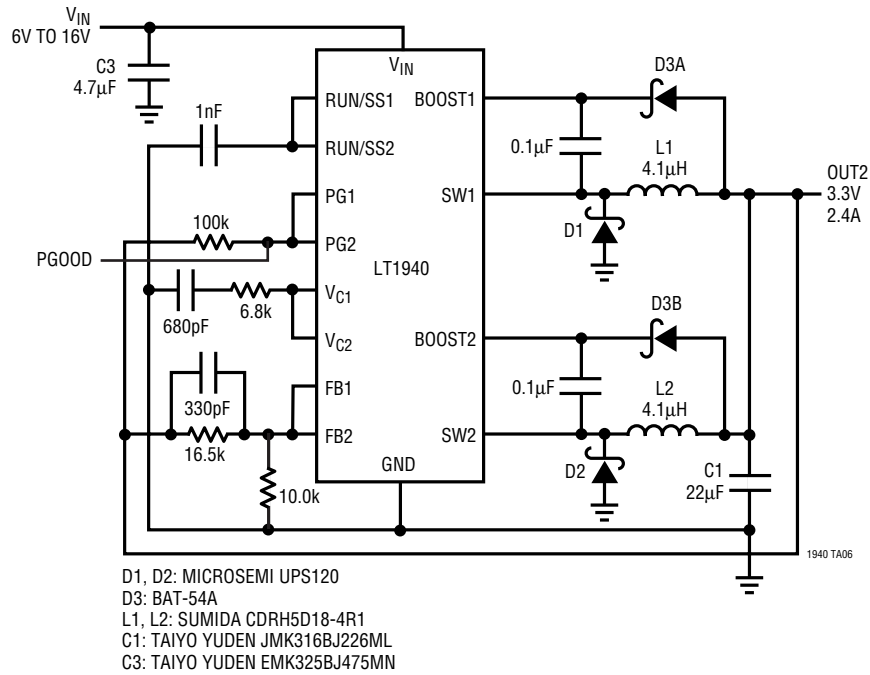 VIN
6V TO 16V
C3
4.7µF
1nF
100k
PGOOD
680pF
6.8k
330pF
16.5k
10.0k
VIN
RUN/SS1
RUN/SS2
PG1
PG2
VC1
VC2
FB1
FB2
LT1940
GND
BOOST1
SW1
BOOST2
SW2
D3A
0.1µF
L1
4.1µH
D1
OUT2
3.3V
2.4A
D3B
0.1µF
L2
4.1µH
D2
C1
22µF
1940 TA06
D1, D2: MICROSEMI UPS120
D3: BAT-54A
L1, L2: SUMIDA CDRH5D18-4R1
C1: TAIYO YUDEN JMK316BJ226ML
C3: TAIYO YUDEN EMK325BJ475MN